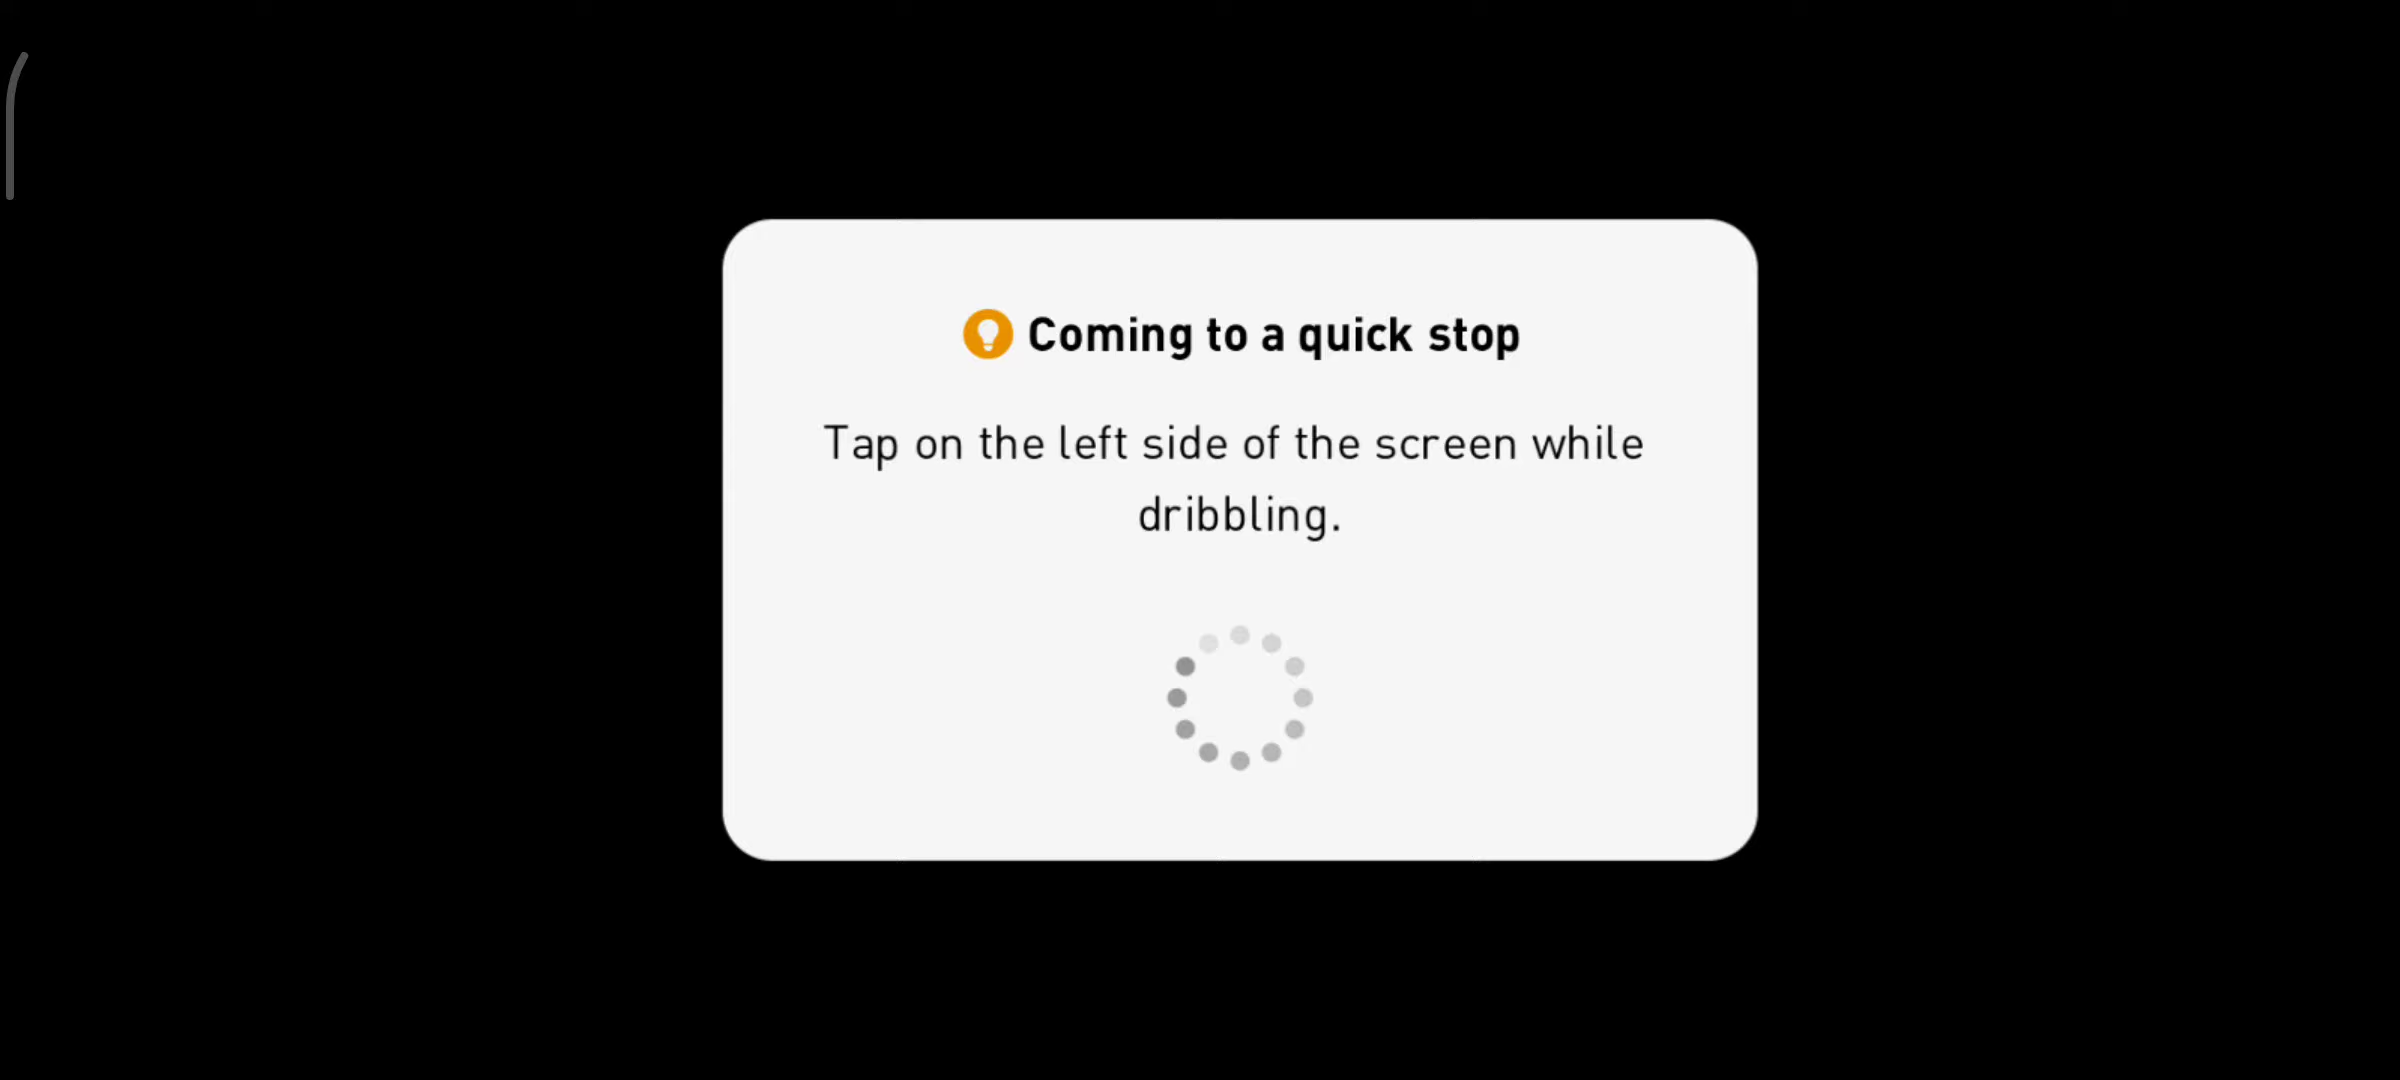 Coming to a quick stop
Tap on the left side of the screen while
dribbling.